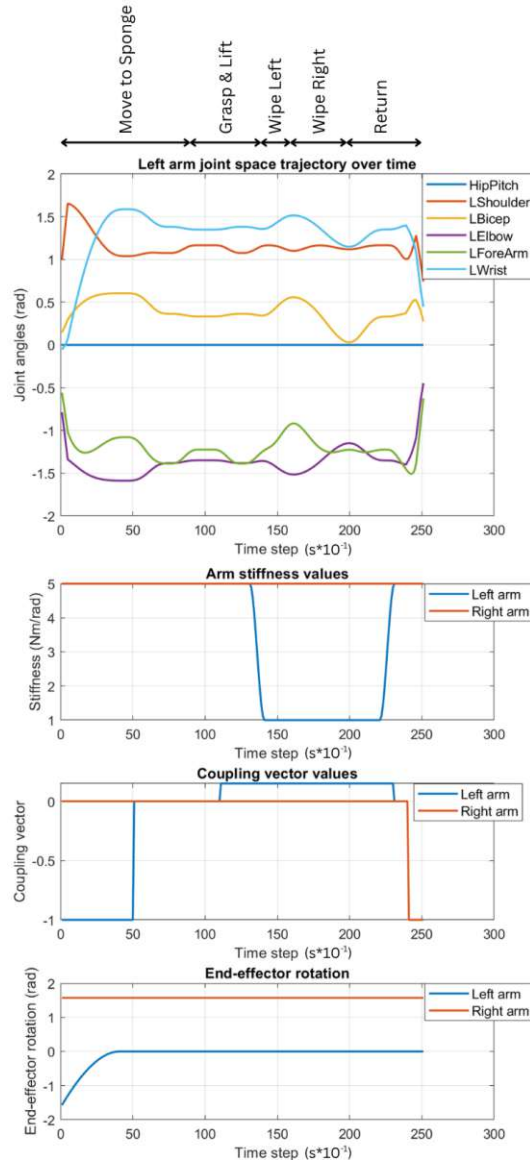 Move to Sponge
Grasp & Lift
Wipe Left
Wipe Right
Return
Left arm joint space trajectory over time
Joint angles (rad)
2
1.5
1
0.5
0
-0.5
-1
-1.5
-2
HipPitch
LShoulder
LBicep
LElbow
LForeArm
LWrist
0 50 100 150 200 250 300
Time step (s*10⁻¹)
Arm stiffness values
Stiffness (Nm/rad)
5
4
3
2
1
Left arm
Right arm
0 50 100 150 200 250 300
Time step (s*10⁻¹)
Coupling vector values
Coupling vector
0
-0.5
-1
Left arm
Right arm
0 50 100 150 200 250 300
Time step (s*10⁻¹)
End-effector rotation
End-effector rotation (rad)
2
1
0
-1
-2
Left arm
Right arm
0 50 100 150 200 250 300
Time step (s*10⁻¹)